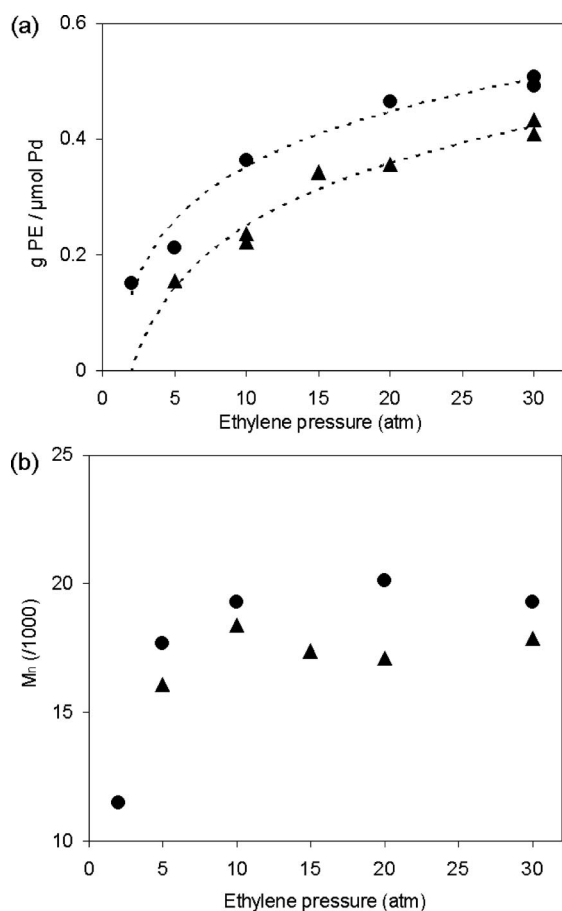 (a)
g PE / μmol Pd
0.6
0.4
0.2
0
0 5 10 15 20 25 30
Ethylene pressure (atm)
(b)
Mn (/1000)
25
20
15
10
0 5 10 15 20 25 30
Ethylene pressure (atm)